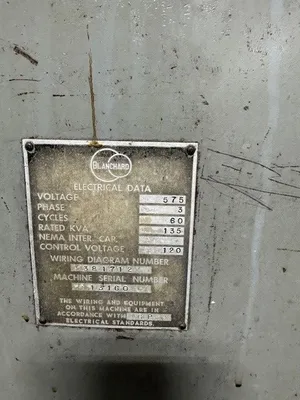 BLANCHARD
ELECTRICAL DATA
VOLTAGE 575
PHASE 3
CYCLES 60
RATED KVA 135
NEMA INTER. CAP.
CONTROL VOLTAGE 120
WIRING DIAGRAM NUMBER
MACHINE SERIAL NUMBER
THE WIRING AND EQUIPMENT
ON THIS MACHINE ARE IN
ACCORDANCE WITH
ELECTRICAL STANDARDS.